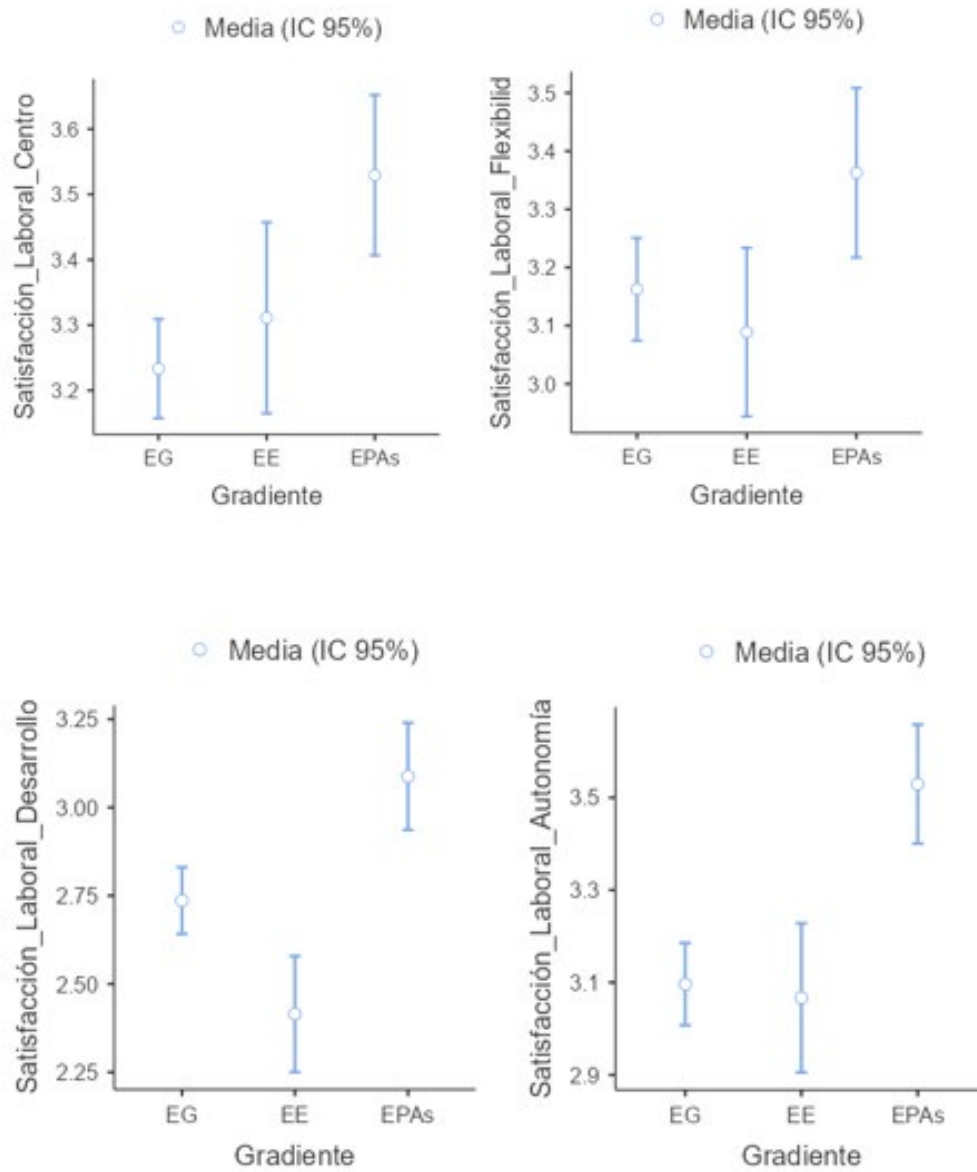 Media (IC 95%)
Satisfacción_Laboral_Centro
3.6
3.5
3.4
3.3
3.2
EG EE EPAs
Gradiente
Media (IC 95%)
Satisfacción_Laboral_Flexibilid
3.5
3.4
3.3
3.2
3.1
3.0
EG EE EPAs
Gradiente
Media (IC 95%)
Satisfacción_Laboral_Desarrollo
3.25
3.00
2.75
2.50
2.25
EG EE EPAs
Gradiente
Media (IC 95%)
Satisfacción_Laboral_Autonomía
3.5
3.3
3.1
2.9
EG EE EPAs
Gradiente